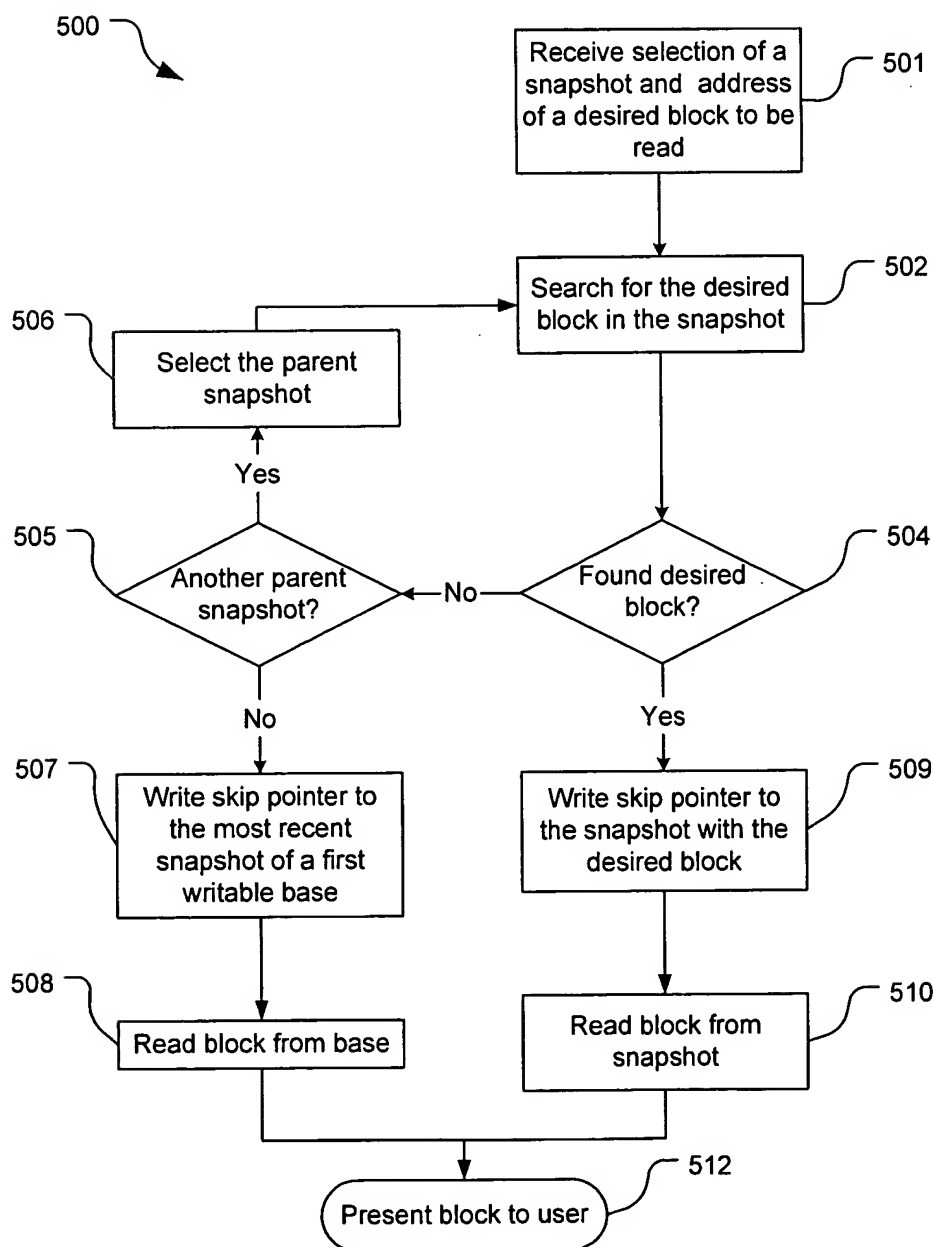 500
Receive selection of a
snapshot and address
of a desired block to be
read
501
Search for the desired
block in the snapshot
502
506
Select the parent
snapshot
Yes
505
Another parent
snapshot?
No
Found desired
block?
504
No
Yes
507
Write skip pointer to
the most recent
snapshot of a first
writable base
Write skip pointer to
the snapshot with the
desired block
509
508
Read block from base
Read block from
snapshot
510
Present block to user
512